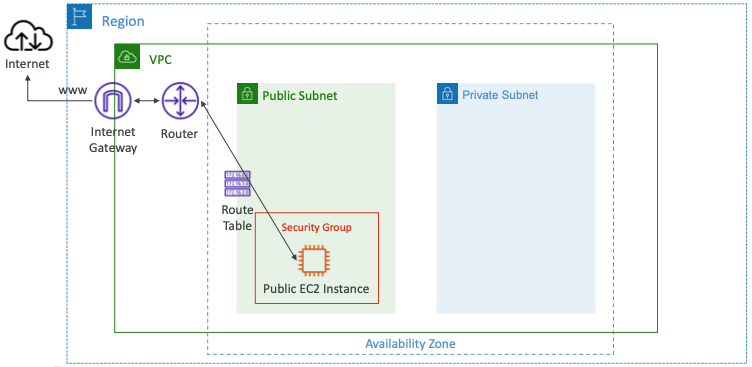 Region
Internet
VPC
www
Public Subnet
Private Subnet
Internet
Gateway
Router
Route
Table
Security Group
Public EC2 Instance
Availability Zone